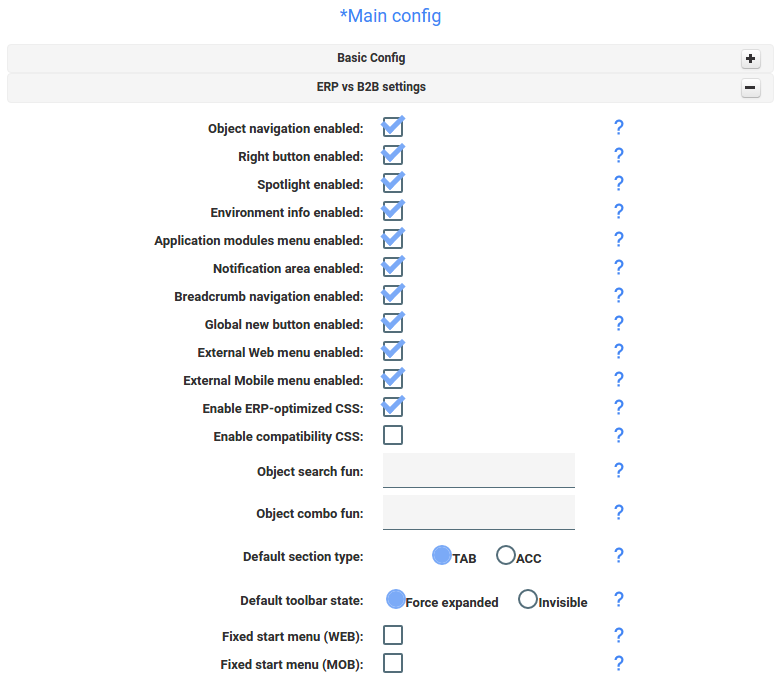 *Main config
Basic Config
ERP vs B2B settings
Object navigation enabled: ?
Right button enabled: ?
Spotlight enabled: ?
Environment info enabled: ?
Application modules menu enabled: ?
Notification area enabled: ?
Breadcrumb navigation enabled: ?
Global new button enabled: ?
External Web menu enabled: ?
External Mobile menu enabled: ?
Enable ERP-optimized CSS: ?
Enable compatibility CSS: ?
Object search fun: ?
Object combo fun: ?
Default section type: TAB ACC ?
Default toolbar state: Force expanded Invisible ?
Fixed start menu (WEB): ?
Fixed start menu (MOB): ?